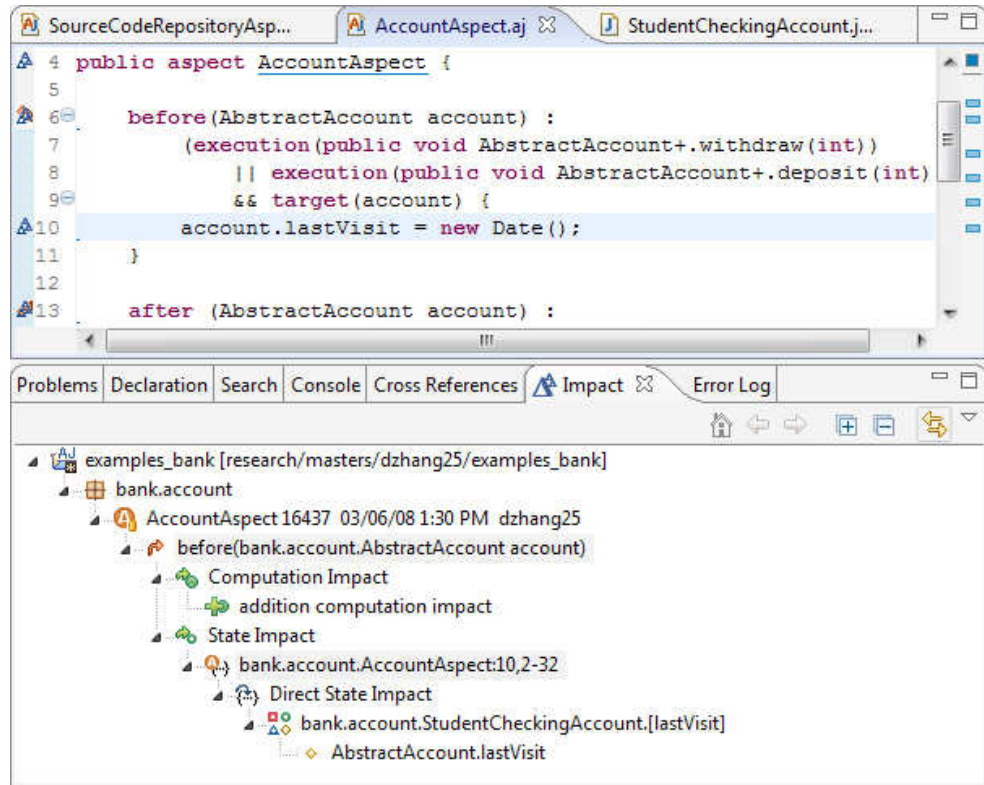 SourceCodeRepositoryAsp... AccountAspect.aj StudentCheckingAccount.j...
4 public aspect AccountAspect {
5
6 before(AbstractAccount account) :
7 (execution(public void AbstractAccount+.withdraw(int))
8 || execution(public void AbstractAccount+.deposit(int)
9 && target(account) {
10 account.lastVisit = new Date();
11 }
12
13 after (AbstractAccount account) :
Problems Declaration Search Console Cross References Impact Error Log
examples_bank [research/masters/dzhang25/examples_bank]
bank.account
AccountAspect 16437 03/06/08 1:30 PM dzhang25
before(bank.account.AbstractAccount account)
Computation Impact
addition computation impact
State Impact
bank.account.AccountAspect:10,2-32
Direct State Impact
bank.account.StudentCheckingAccount.[lastVisit]
AbstractAccount.lastVisit